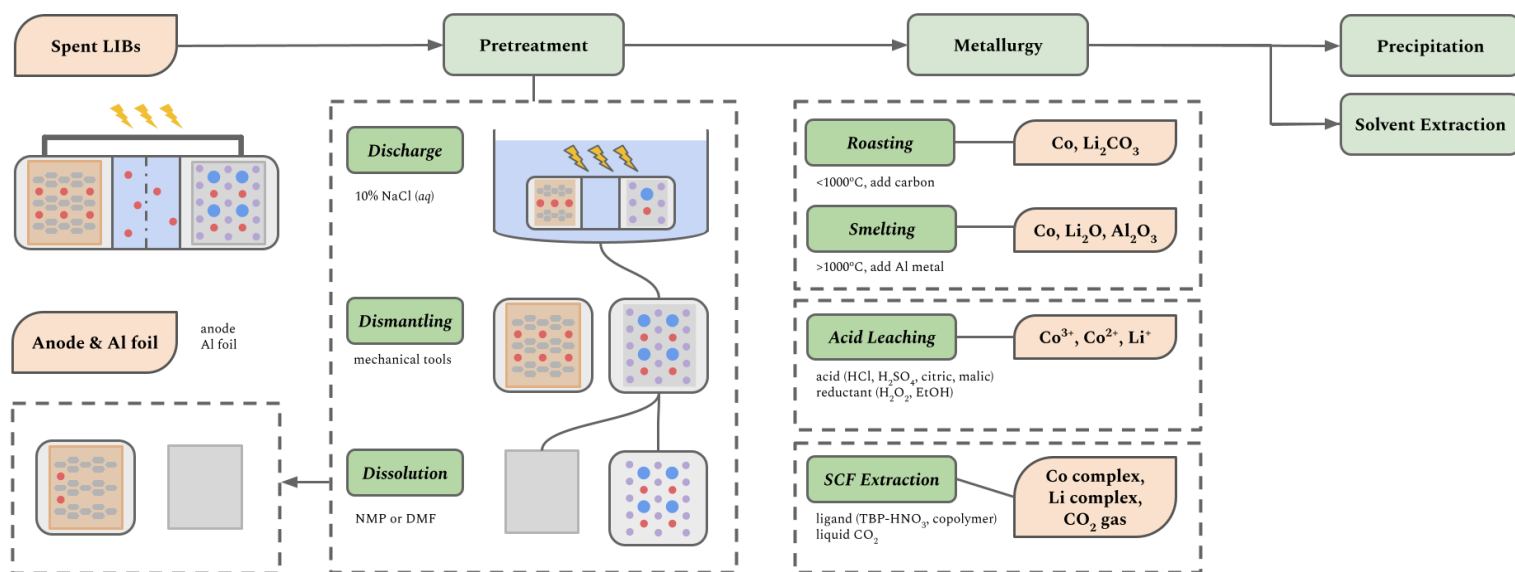 Spent LIBs
Pretreatment
Metallurgy
Precipitation
Solvent Extraction
Discharge
10% NaCl (aq)
Dismantling
mechanical tools
Dissolution
NMP or DMF
Anode & Al foil
anode
Al foil
Roasting
<1000°C, add carbon
Co, Li₂CO₃
Smelting
>1000°C, add Al metal
Co, Li₂O, Al₂O₃
Acid Leaching
acid (HCl, H₂SO₄, citric, malic)
reductant (H₂O₂, EtOH)
Co³⁺, Co²⁺, Li⁺
SCF Extraction
ligand (TBP-HNO₃, copolymer)
liquid CO₂
Co complex,
Li complex,
CO₂ gas